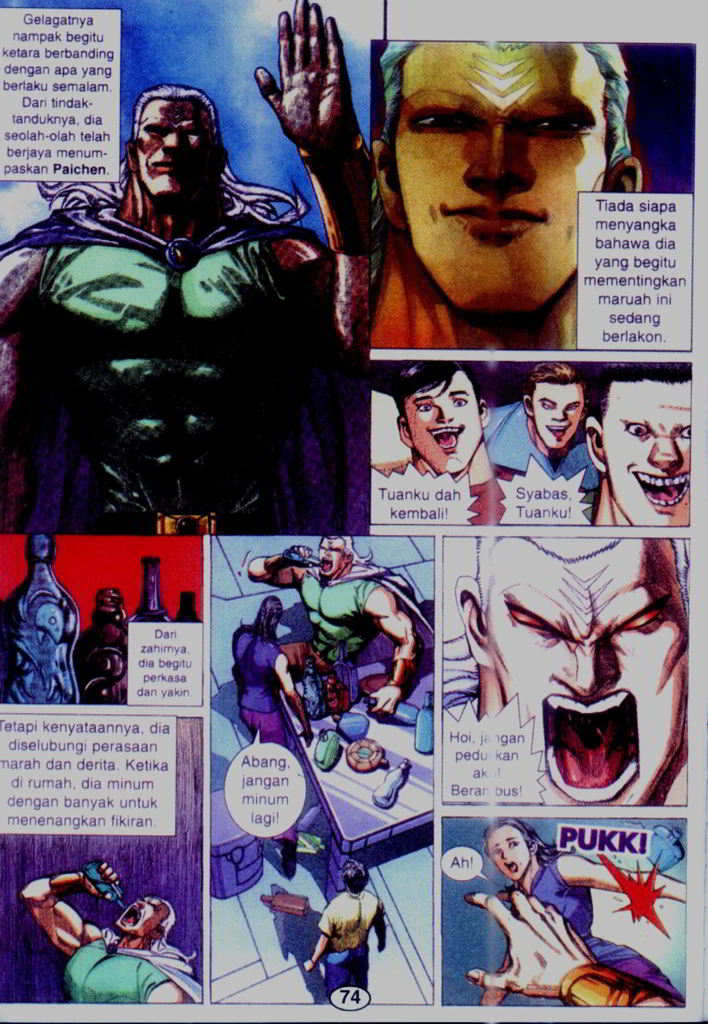 Gelagatnya
nampak begitu
ketara berbanding
dengan apa yang
berlaku semalam.
Dari tindak-
tanduknya, dia
seolah-olah telah
berjaya menum-
paskan Paichen.
Tiada siapa
menyangka
bahawa dia
yang begitu
mementingkan
maruah ini
sedang
berlakon.
Tuanku dah
kembali!
Syabas,
Tuanku!
Dari
zahirnya,
dia begitu
perkasa
dan yakin.
Tetapi kenyataannya, dia
diselubungi perasaan
marah dan derita. Ketika
di rumah, dia minum
dengan banyak untuk
menenangkan fikiran.
Abang,
jangan
minum
lagi!
Hoi, jangan
pedulikan
aku!
Berambus!
Ah!
PUKK!
74